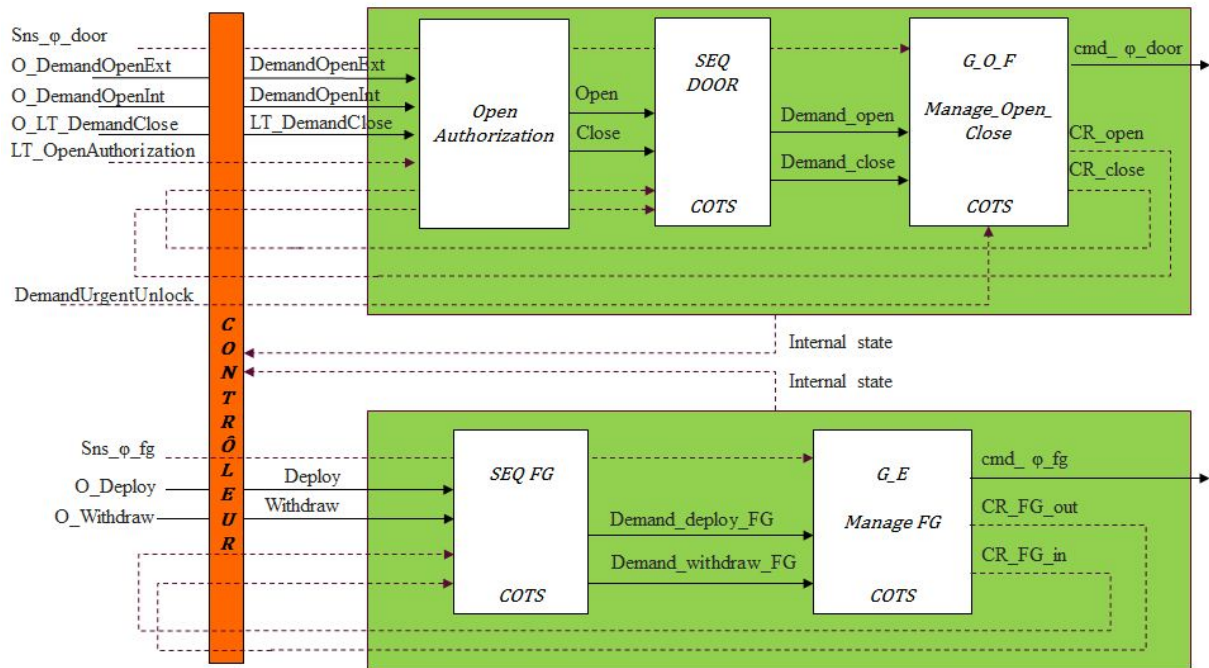 Sns_φ_door
O_DemandOpenExt
O_DemandOpenInt
O_LT_DemandClose
LT_OpenAuthorization
DemandOpenExt
DemandOpenInt
LT_DemandClose
Open
Authorization
Open
Close
SEQ
DOOR
COTS
Demand_open
Demand_close
G_O_F
Manage_Open_
Close
COTS
cmd_ φ_door
CR_open
CR_close
DemandUrgentUnlock
CONTRÔLEUR
Internal state
Internal state
Sns_φ_fg
O_Deploy
O_Withdraw
Deploy
Withdraw
SEQ FG
COTS
Demand_deploy_FG
Demand_withdraw_FG
G_E
Manage FG
COTS
cmd_ φ_fg
CR_FG_out
CR_FG_in